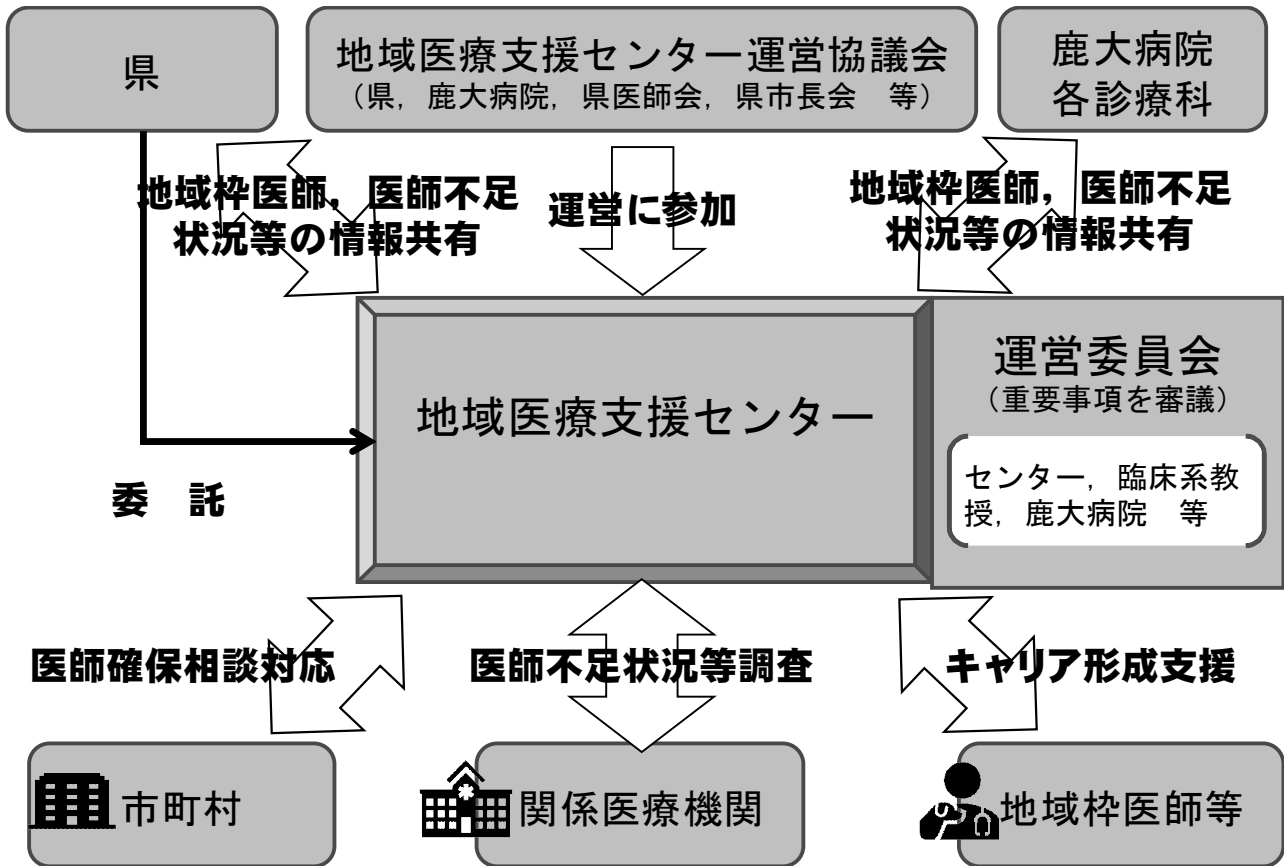 県
地域医療支援センター運営協議会
（県，鹿大病院，県医師会，県市長会　等）
鹿大病院
各診療科
地域枠医師，医師不足
状況等の情報共有
運営に参加
地域枠医師，医師不足
状況等の情報共有
地域医療支援センター
運営委員会
（重要事項を審議）
センター，臨床系教
授，鹿大病院　等
委　託
医師確保相談対応
医師不足状況等調査
キャリア形成支援
市町村
関係医療機関
地域枠医師等